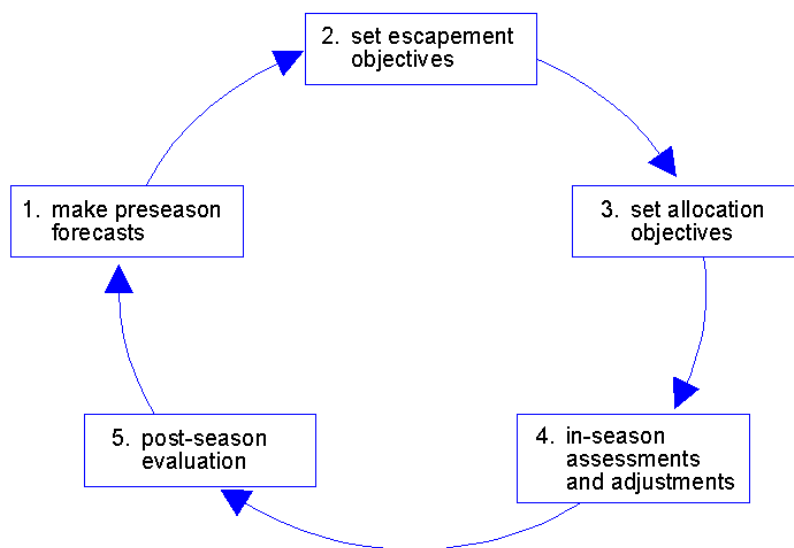 1. make preseason
forecasts
2. set escapement
objectives
3. set allocation
objectives
4. in-season
assessments
and adjustments
5. post-season
evaluation